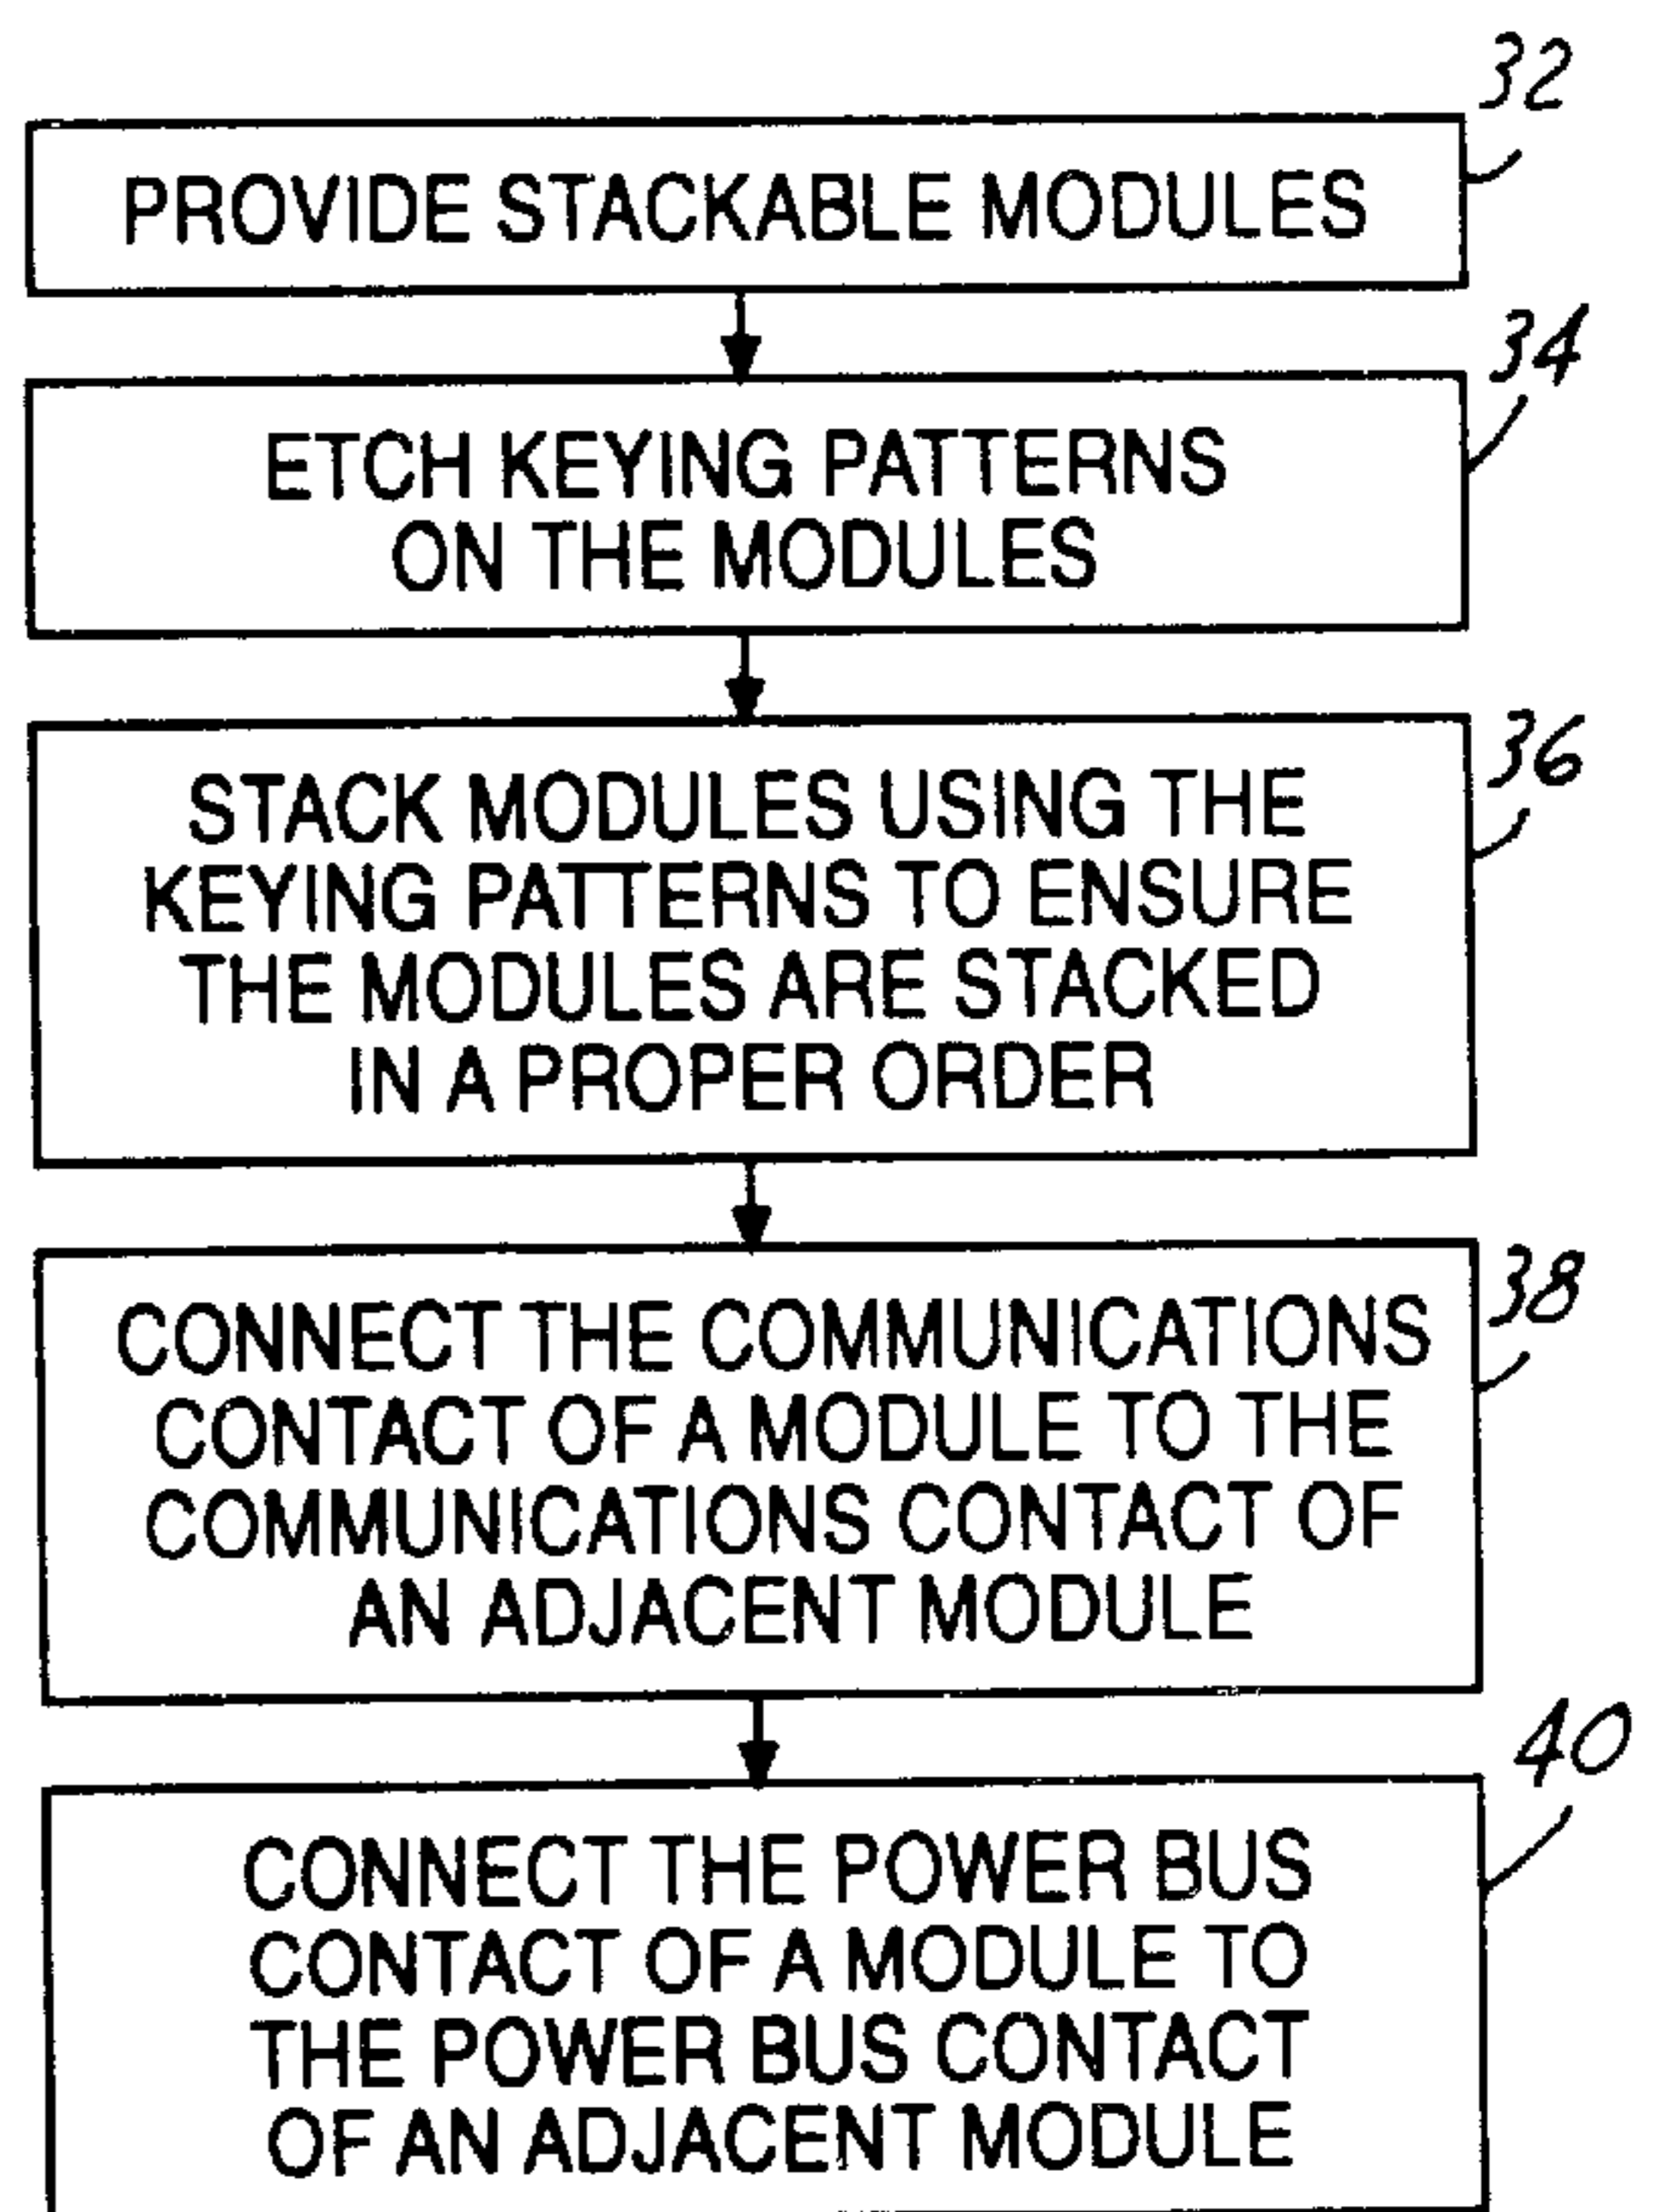 32
PROVIDE STACKABLE MODULES
34
ETCH KEYING PATTERNS
ON THE MODULES
36
STACK MODULES USING THE
KEYING PATTERNS TO ENSURE
THE MODULES ARE STACKED
IN A PROPER ORDER
38
CONNECT THE COMMUNICATIONS
CONTACT OF A MODULE TO THE
COMMUNICATIONS CONTACT OF
AN ADJACENT MODULE
40
CONNECT THE POWER BUS
CONTACT OF A MODULE TO
THE POWER BUS CONTACT
OF AN ADJACENT MODULE